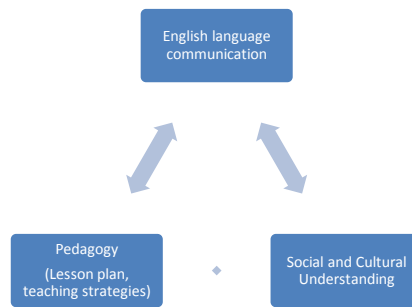 English language
communication
Pedagogy
(Lesson plan,
teaching strategies)
Social and Cultural
Understanding